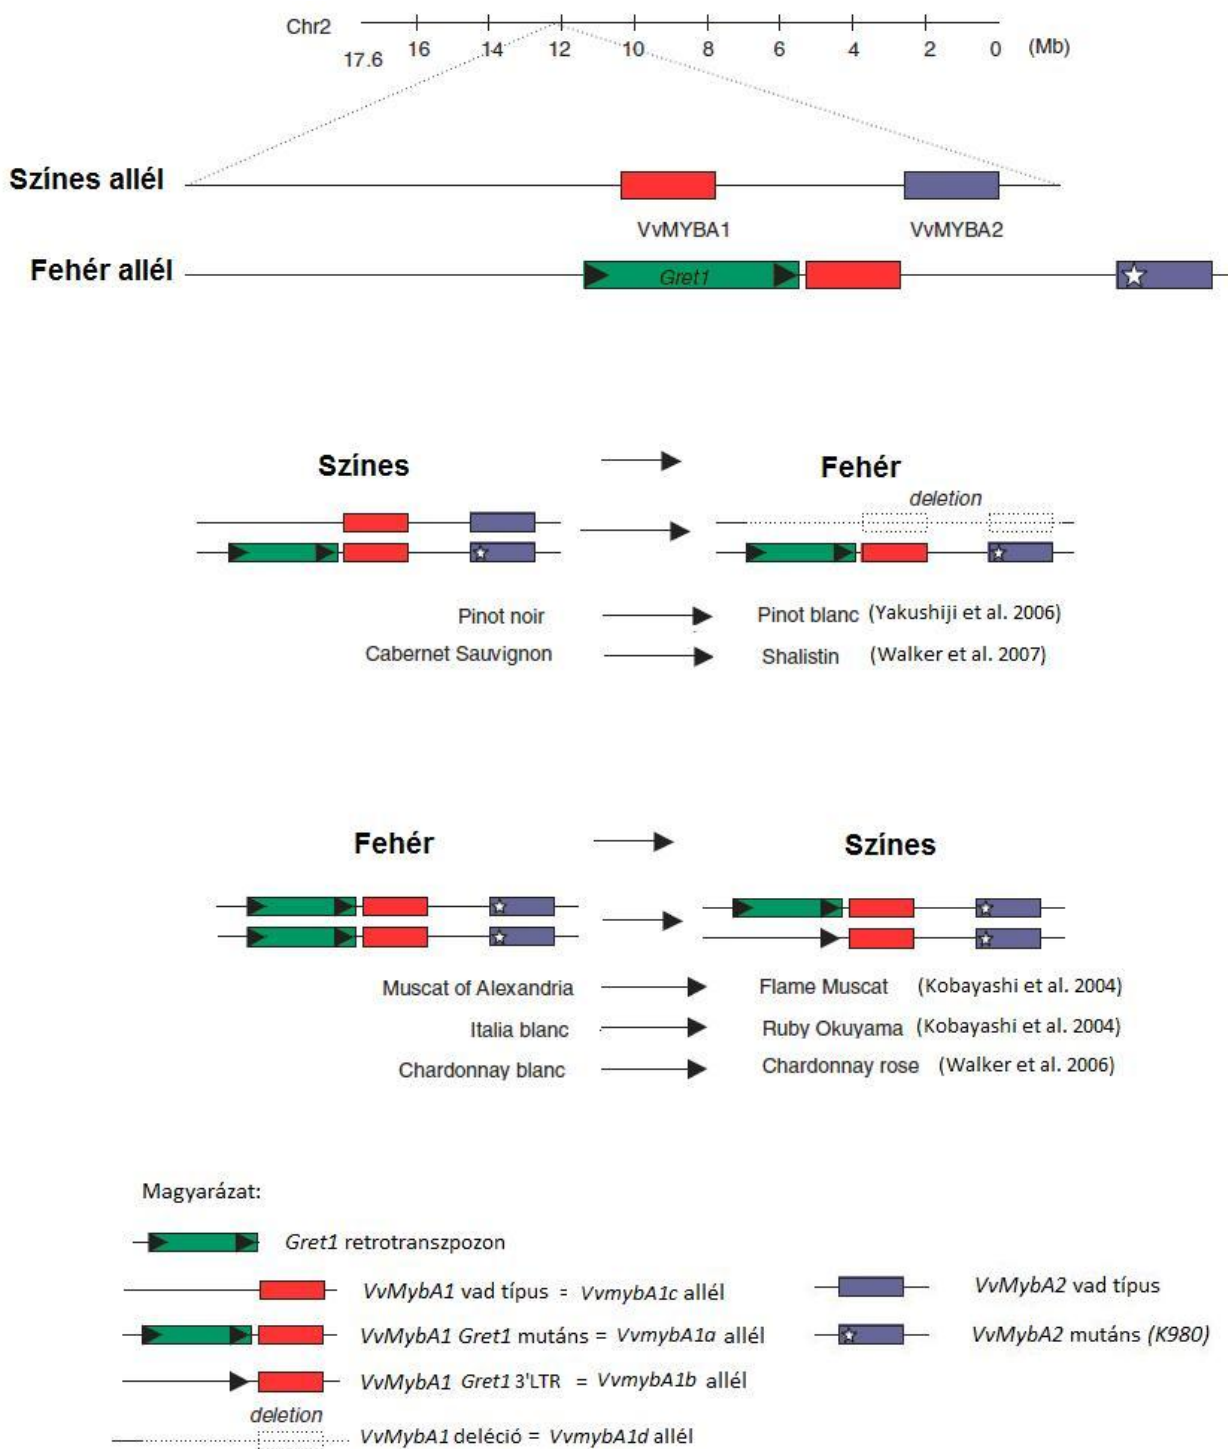 Chr2
17.6 16 14 12 10 8 6 4 2 0 (Mb)
Színes allél
VvMYBA1 VvMYBA2
Fehér allél
Gret1
Színes Fehér
deletion
Pinot noir Pinot blanc (Yakushiji et al. 2006)
Cabernet Sauvignon Shalistin (Walker et al. 2007)
Fehér Színes
Muscat of Alexandria Flame Muscat (Kobayashi et al. 2004)
Italia blanc Ruby Okuyama (Kobayashi et al. 2004)
Chardonnay blanc Chardonnay rose (Walker et al. 2006)
Magyarázat:
Gret1 retrotranszpozon
VvMybA1 vad típus = VvmybA1c allél VvMybA2 vad típus
VvMybA1 Gret1 mutáns = VvmybA1a allél VvMybA2 mutáns (K980)
VvMybA1 Gret1 3'LTR = VvmybA1b allél
deletion
VvMybA1 deléció = VvmybA1d allél